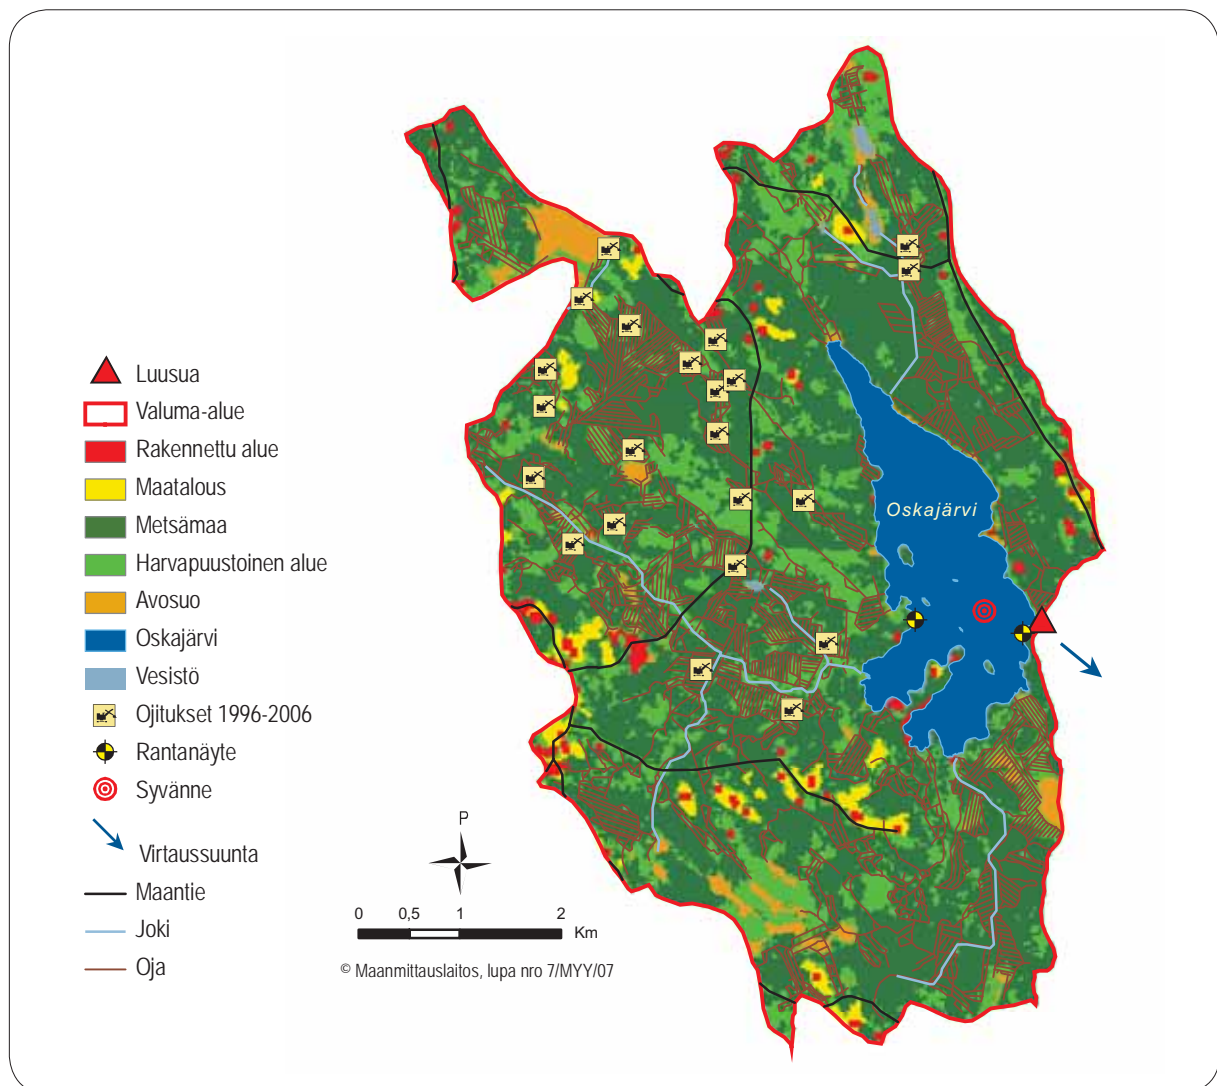 Oskajärvi
Luusua
Valuma-alue
Rakennettu alue
Maatalous
Metsämaa
Harvapuustoinen alue
Avosuo
Oskajärvi
Vesistö
Ojitukset 1996-2006
Rantanäyte
Syvänne
Virtaussuunta
Maantie
Joki
Oja
P
0 0,5 1 2
Km
© Maanmittauslaitos, lupa nro 7/MYY/07